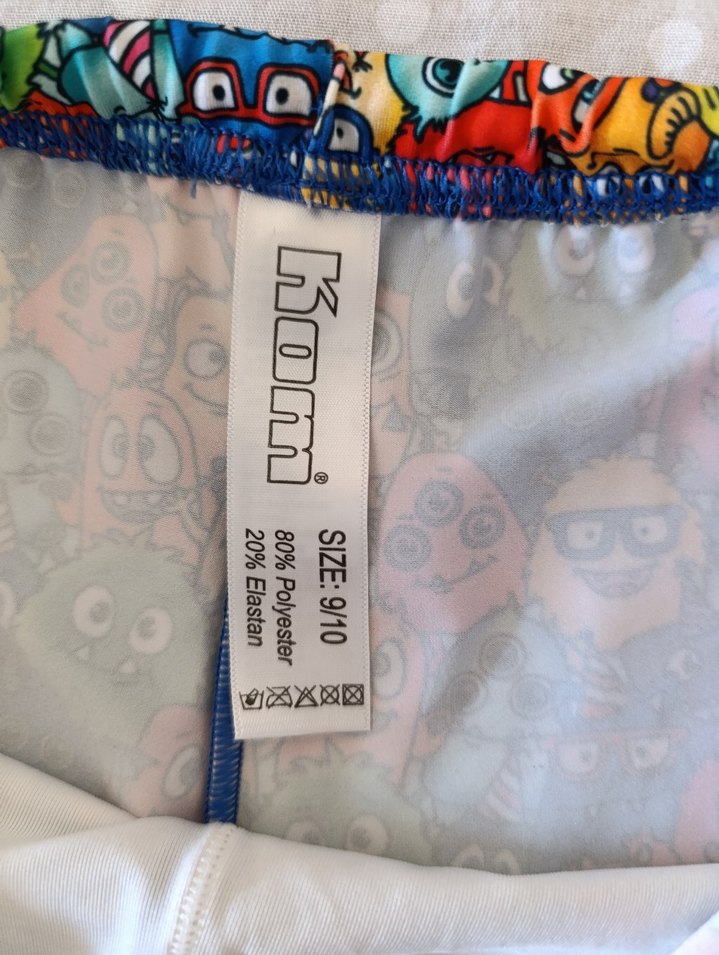 Kom®
SIZE: 9/10
80% Polyester
20% Elastan